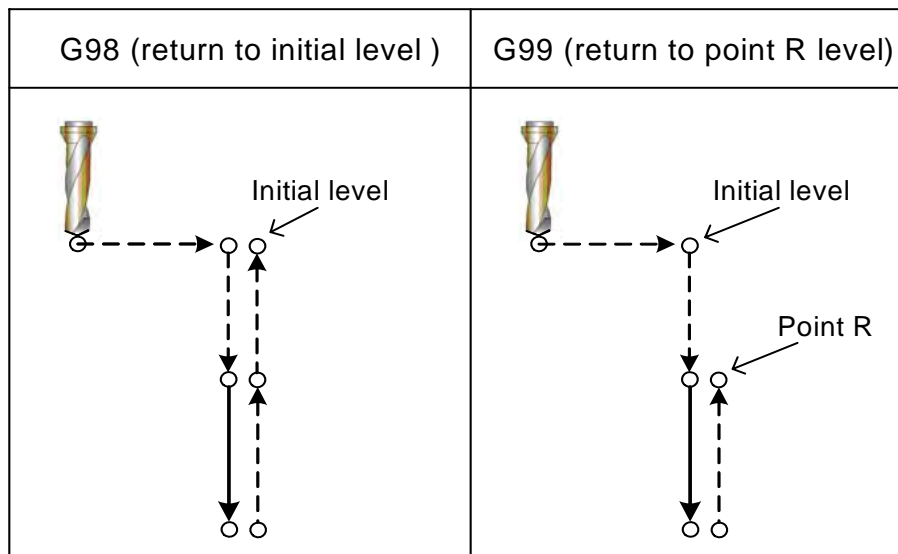 G98 (return to initial level )
G99 (return to point R level)
Initial level
Initial level
Point R